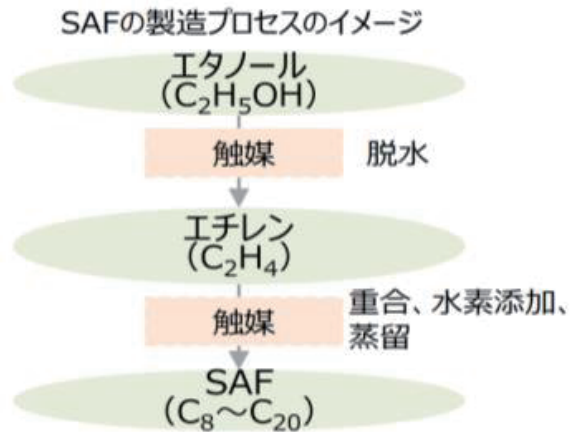 SAFの製造プロセスのイメージ
エタノール
(C₂H₅OH)
触媒 脱水
エチレン
(C₂H₄)
触媒 重合、水素添加、
蒸留
SAF
(C₈～C₂₀)